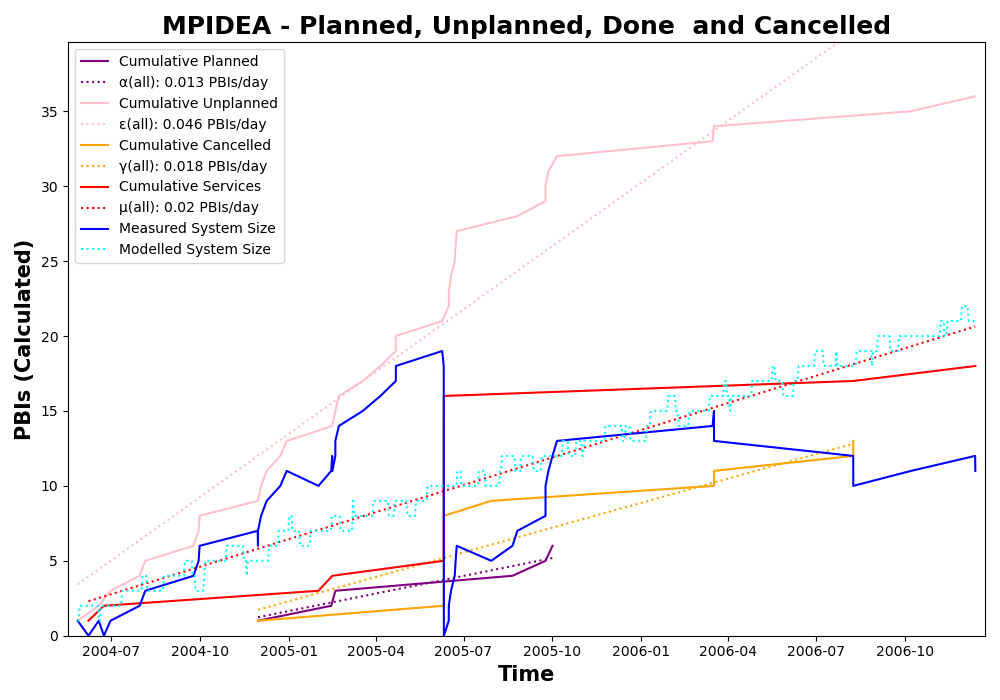 MPIDEA - Planned, Unplanned, Done  and Cancelled
Cumulative Planned
α(all): 0.013 PBIs/day
Cumulative Unplanned
ε(all): 0.046 PBIs/day
Cumulative Cancelled
γ(all): 0.018 PBIs/day
Cumulative Services
μ(all): 0.02 PBIs/day
Measured System Size
Modelled System Size
PBIs (Calculated)
35
30
25
20
15
10
5
0
2004-07 2004-10 2005-01 2005-04 2005-07 2005-10 2006-01 2006-04 2006-07 2006-10
Time